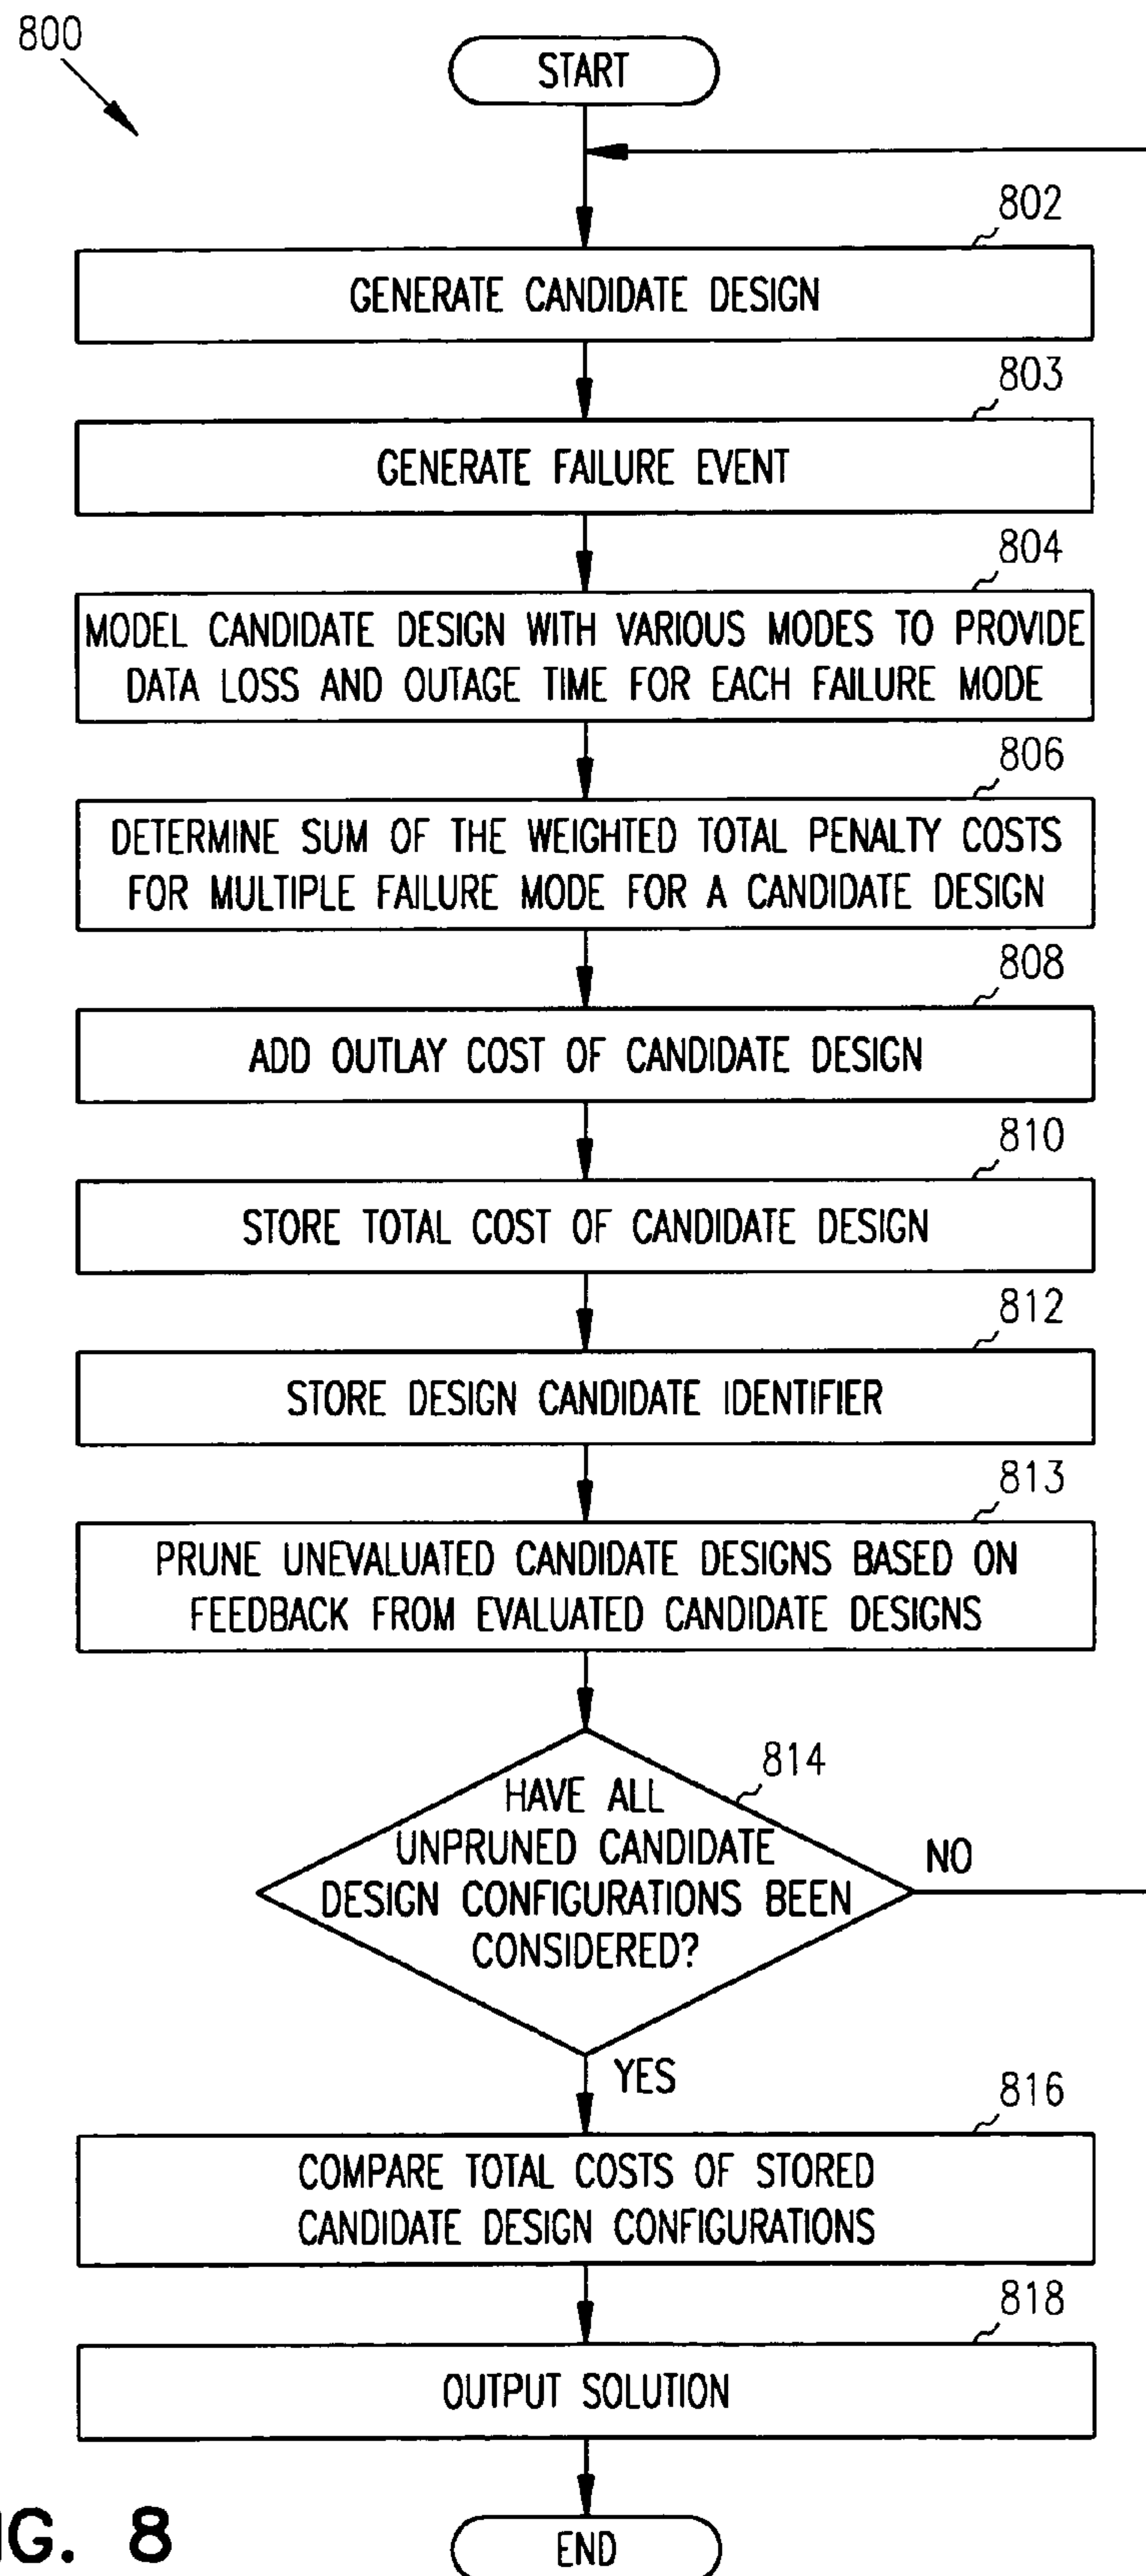 800
START
802
GENERATE CANDIDATE DESIGN
803
GENERATE FAILURE EVENT
804
MODEL CANDIDATE DESIGN WITH VARIOUS MODES TO PROVIDE
DATA LOSS AND OUTAGE TIME FOR EACH FAILURE MODE
806
DETERMINE SUM OF THE WEIGHTED TOTAL PENALTY COSTS
FOR MULTIPLE FAILURE MODE FOR A CANDIDATE DESIGN
808
ADD OUTLAY COST OF CANDIDATE DESIGN
810
STORE TOTAL COST OF CANDIDATE DESIGN
812
STORE DESIGN CANDIDATE IDENTIFIER
813
PRUNE UNEVALUATED CANDIDATE DESIGNS BASED ON
FEEDBACK FROM EVALUATED CANDIDATE DESIGNS
814
HAVE ALL
UNPRUNED CANDIDATE
DESIGN CONFIGURATIONS BEEN
CONSIDERED?
NO
YES
816
COMPARE TOTAL COSTS OF STORED
CANDIDATE DESIGN CONFIGURATIONS
818
OUTPUT SOLUTION
END
IG. 8